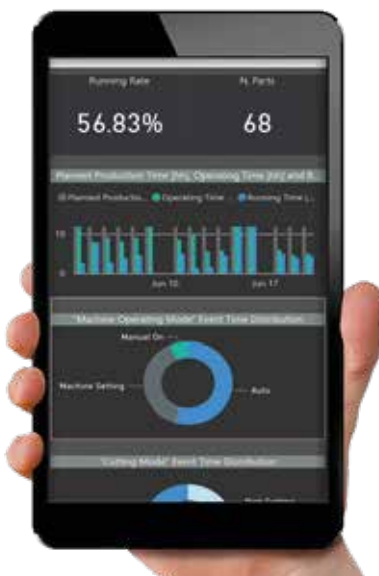 Running Rate N. Parts
56.83% 68
Planned Production Time [hh], Operating Time [hh] and R...
Planned Productio... Operating Time ... Running Time (...
10
0
Jun 10 Jun 17
'Machine Operating Mode' Event Time Distribution
Manual On
Machine Setting Auto
'Cutting Mode' Event Time Distribution